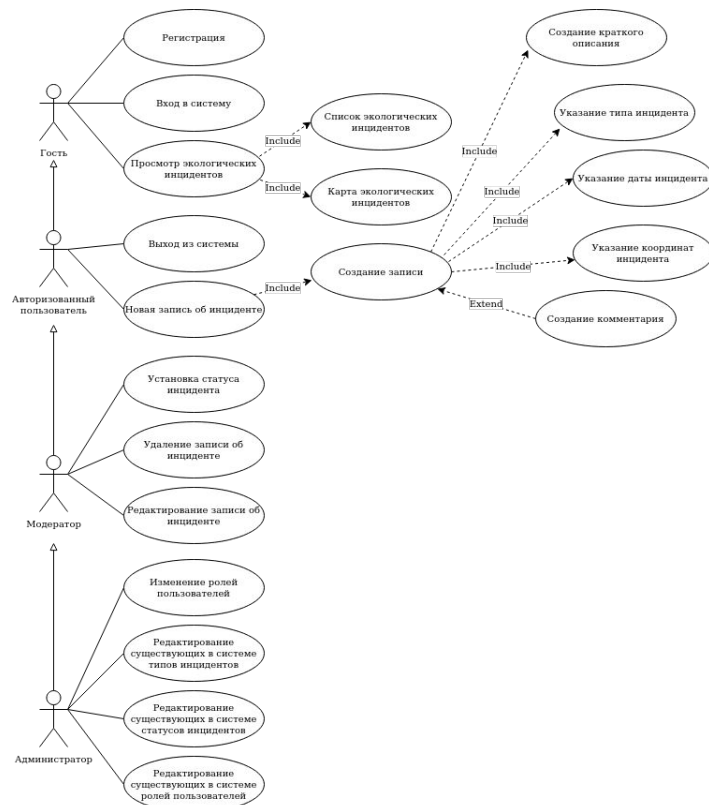 Регистрация
Вход в систему
Просмотр экологических
инцидентов
Гость
Include
Include
Список экологических
инцидентов
Карта экологических
инцидентов
Создание краткого
описания
Указание типа инцидента
Указание даты инцидента
Указание координат
инцидента
Создание комментария
Include
Include
Include
Include
Extend
Создание записи
Выход из системы
Новая запись об инциденте
Include
Авторизованный
пользователь
Установка статуса
инцидента
Удаление записи об
инциденте
Редактирование записи об
инциденте
Модератор
Изменение ролей
пользователей
Редактирование
существующих в системе
типов инцидентов
Редактирование
существующих в системе
статусов инцидентов
Редактирование
существующих в системе
ролей пользователей
Администратор